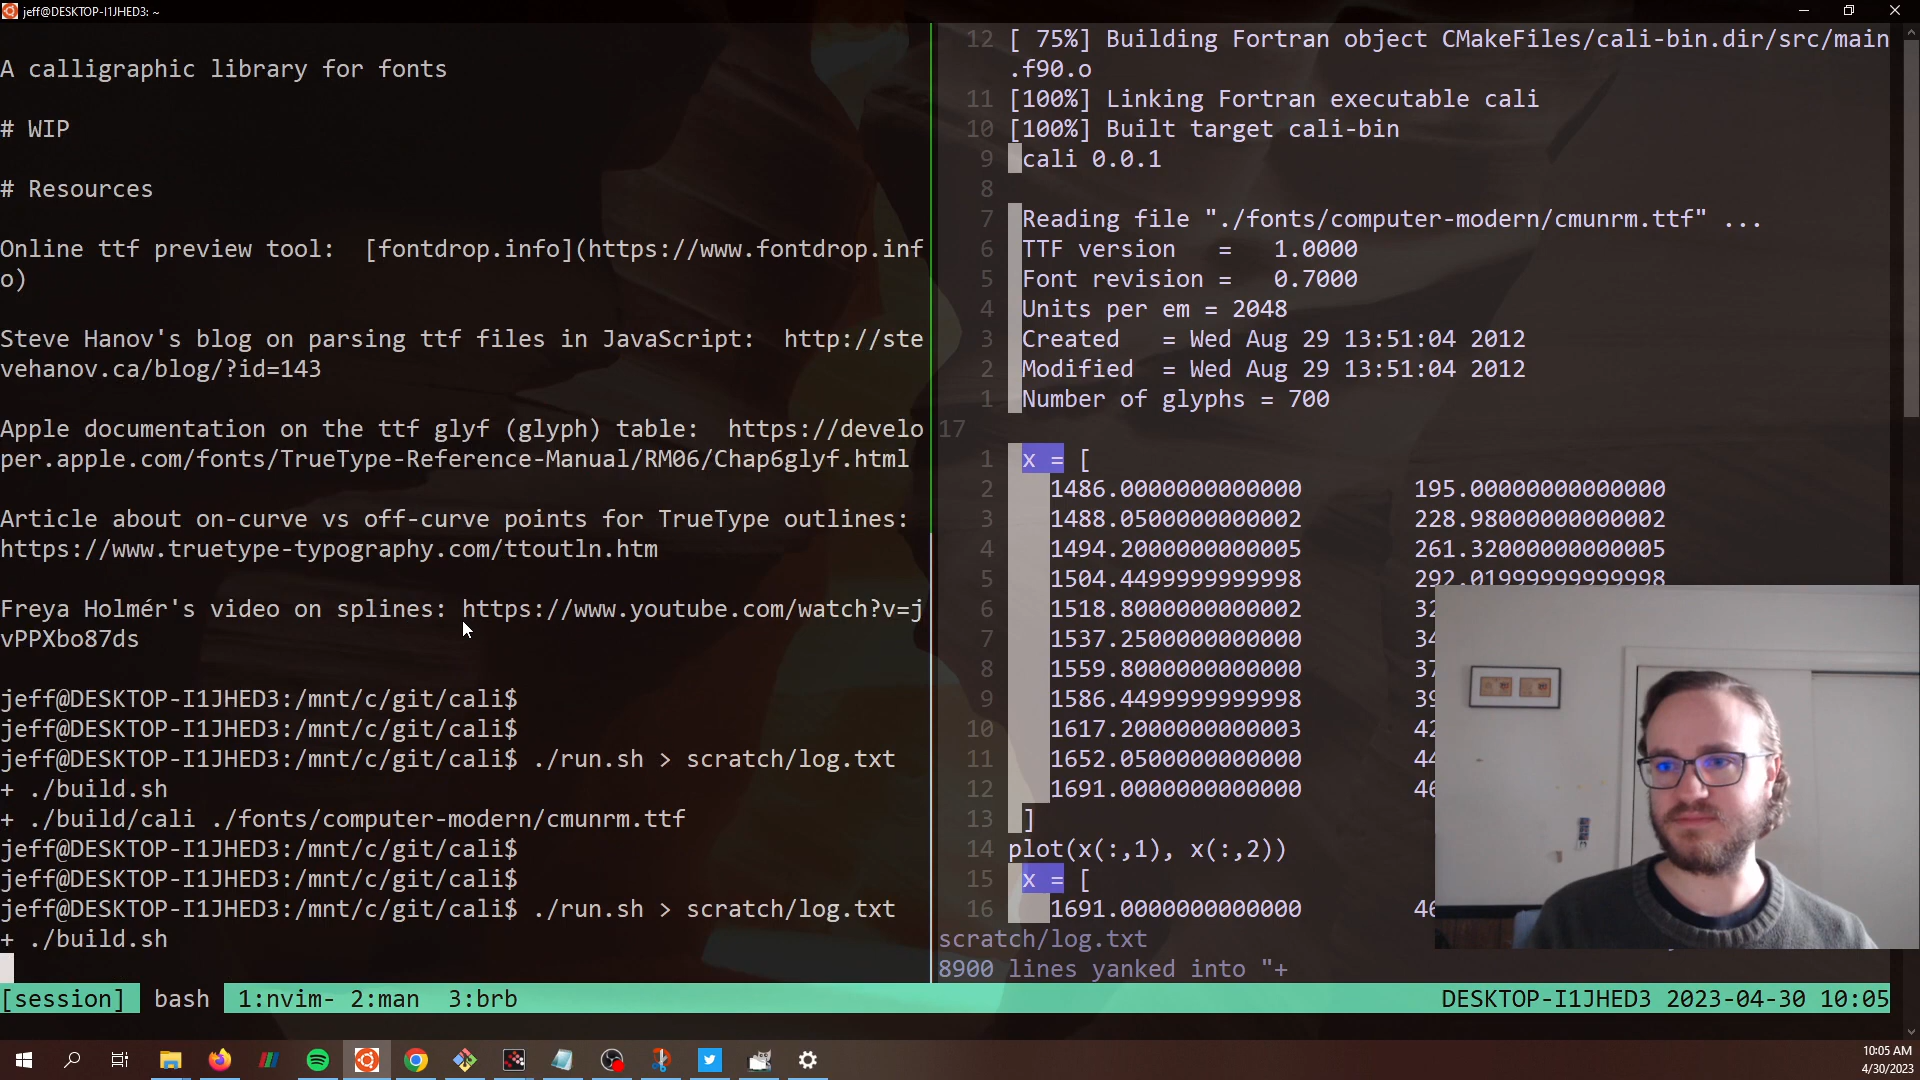 jeff@DESKTOP-I1JHED3: ~
A calligraphic library for fonts
# WIP
# Resources
Online ttf preview tool:  [fontdrop.info](https://www.fontdrop.inf
o)
Steve Hanov's blog on parsing ttf files in JavaScript:  http://ste
vehanov.ca/blog/?id=143
Apple documentation on the ttf glyf (glyph) table:  https://develo
per.apple.com/fonts/TrueType-Reference-Manual/RM06/Chap6glyf.html
Article about on-curve vs off-curve points for TrueType outlines:
https://www.truetype-typography.com/ttoutln.htm
Freya Holmér's video on splines: https://www.youtube.com/watch?v=j
vPPXbo87ds
jeff@DESKTOP-I1JHED3:/mnt/c/git/cali$
jeff@DESKTOP-I1JHED3:/mnt/c/git/cali$
jeff@DESKTOP-I1JHED3:/mnt/c/git/cali$ ./run.sh > scratch/log.txt
+ ./build.sh
+ ./build/cali ./fonts/computer-modern/cmunrm.ttf
jeff@DESKTOP-I1JHED3:/mnt/c/git/cali$
jeff@DESKTOP-I1JHED3:/mnt/c/git/cali$
jeff@DESKTOP-I1JHED3:/mnt/c/git/cali$ ./run.sh > scratch/log.txt
+ ./build.sh
12 [ 75%] Building Fortran object CMakeFiles/cali-bin.dir/src/main
.f90.o
11 [100%] Linking Fortran executable cali
10 [100%] Built target cali-bin
9 cali 0.0.1
8
7 Reading file "./fonts/computer-modern/cmunrm.ttf" ...
6 TTF version   =   1.0000
5 Font revision =   0.7000
4 Units per em = 2048
3 Created   = Wed Aug 29 13:51:04 2012
2 Modified  = Wed Aug 29 13:51:04 2012
1 Number of glyphs = 700
17
1 x = [
2 1486.0000000000000 195.00000000000000
3 1488.0500000000002 228.98000000000002
4 1494.2000000000005 261.32000000000005
5 1504.4499999999998 292.01999999999998
6 1518.8000000000002 32
7 1537.2500000000000 34
8 1559.8000000000000 37
9 1586.4499999999998 39
10 1617.2000000000003 42
11 1652.0500000000000 44
12 1691.0000000000000 46
13 ]
14 plot(x(:,1), x(:,2))
15 x = [
16 1691.0000000000000 46
scratch/log.txt
8900 lines yanked into "+
[session] bash 1:nvim- 2:man  3:brb DESKTOP-I1JHED3 2023-04-30 10:05
10:05 AM
4/30/2023